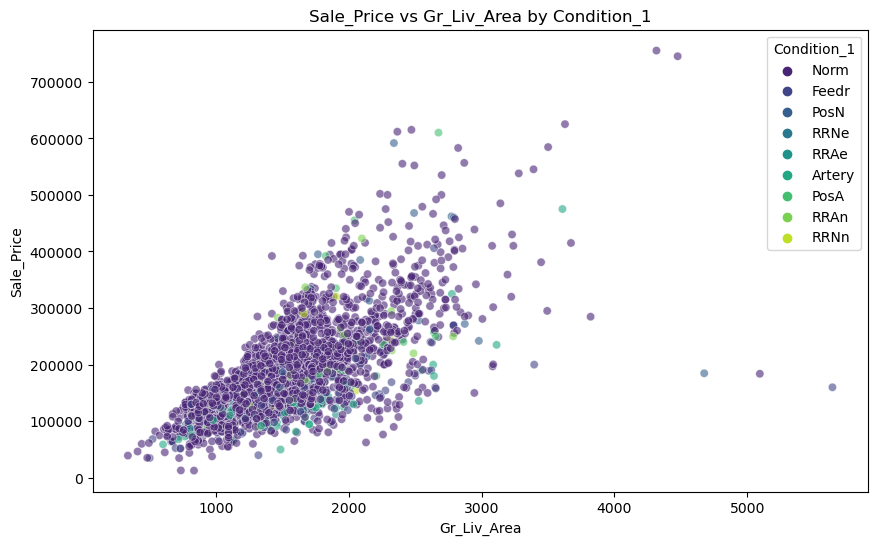 Sale_Price vs Gr_Liv_Area by Condition_1
Condition_1
Norm
Feedr
PosN
RRNe
RRAe
Artery
PosA
RRAn
RRNn
Sale_Price
700000
600000
500000
400000
300000
200000
100000
0
1000
2000
3000
4000
5000
Gr_Liv_Area